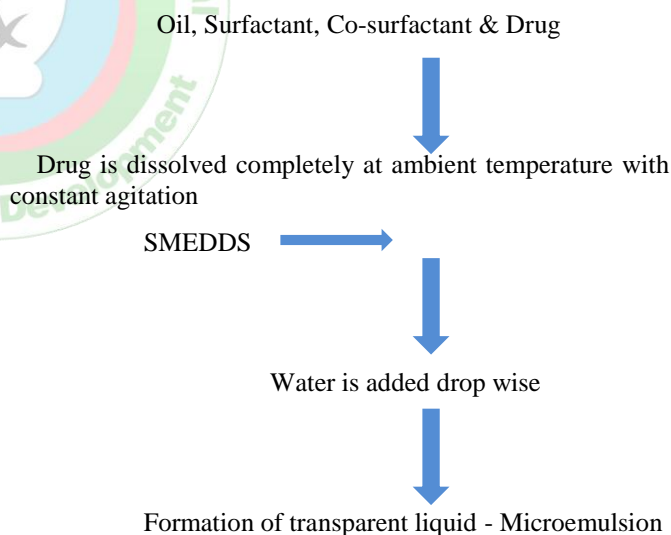 Oil, Surfactant, Co-surfactant & Drug
Drug is dissolved completely at ambient temperature with
constant agitation
SMEDDS
Water is added drop wise
Formation of transparent liquid - Microemulsion
Development